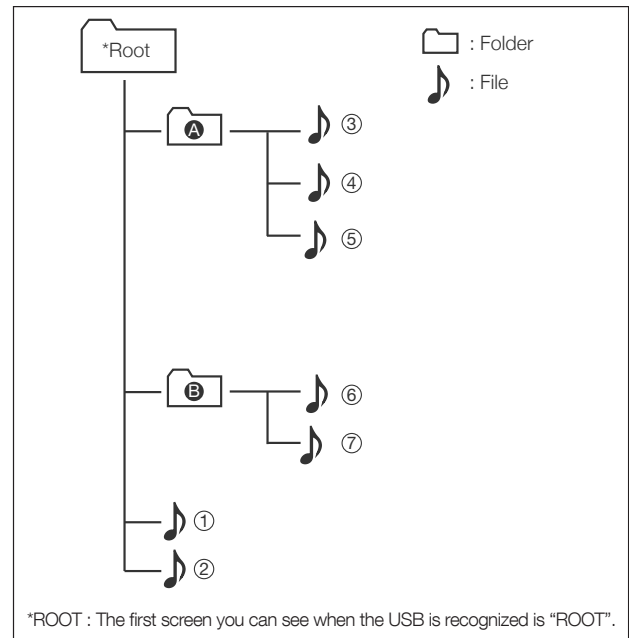 *Root
: Folder
: File
A
③
④
⑤
B
⑥
⑦
①
②
*ROOT : The first screen you can see when the USB is recognized is “ROOT”.